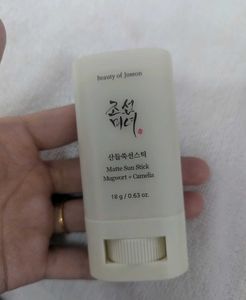 beauty of Joseon
조선
미녀
산들쑥선스틱
Matte Sun Stick
Mugwort + Camelia
18 g / 0.63 oz.